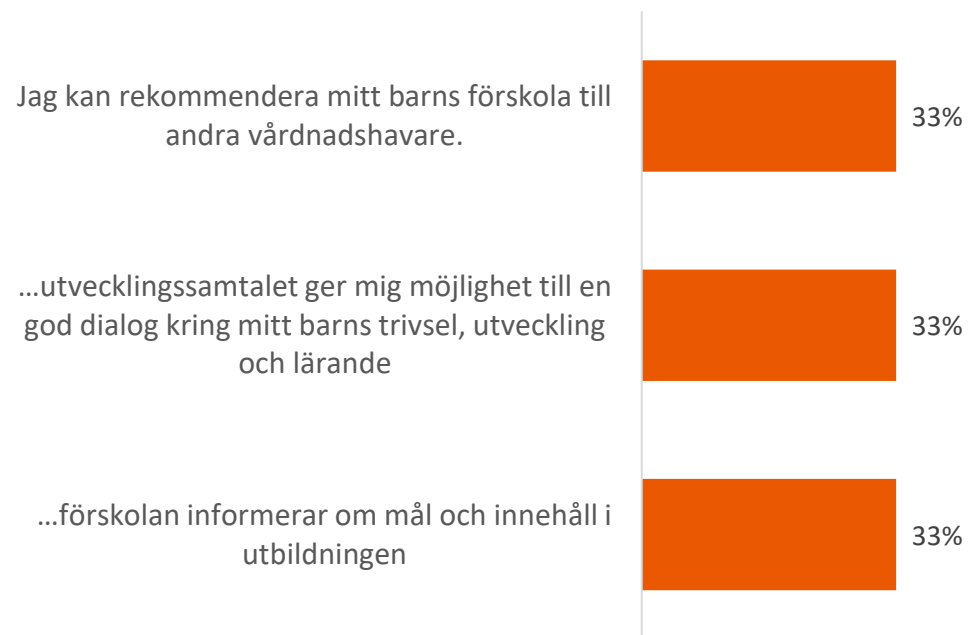 Jag kan rekommendera mitt barns förskola till
andra vårdnadshavare.
33%
...utvecklingssamtalet ger mig möjlighet till en
god dialog kring mitt barns trivsel, utveckling
och lärande
33%
...förskolan informerar om mål och innehåll i
utbildningen
33%